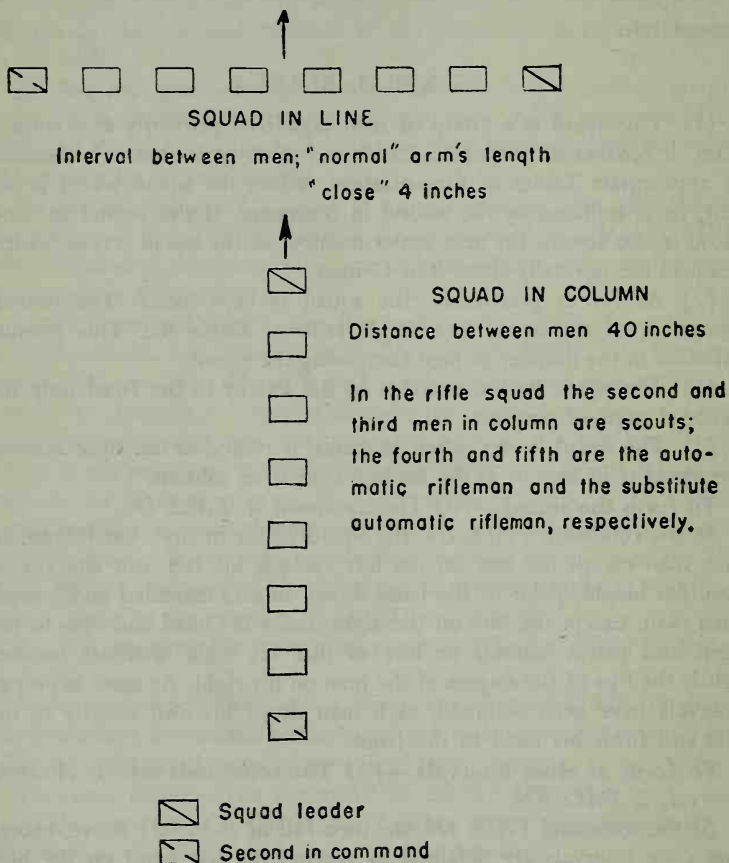 SQUAD IN LINE
Interval between men; "normal" arm's length
"close" 4 inches
SQUAD IN COLUMN
Distance between men 40 inches
In the rifle squad the second and
third men in column are scouts;
the fourth and fifth are the auto-
matic rifleman and the substitute
automatic rifleman, respectively.
Squad leader
Second in command